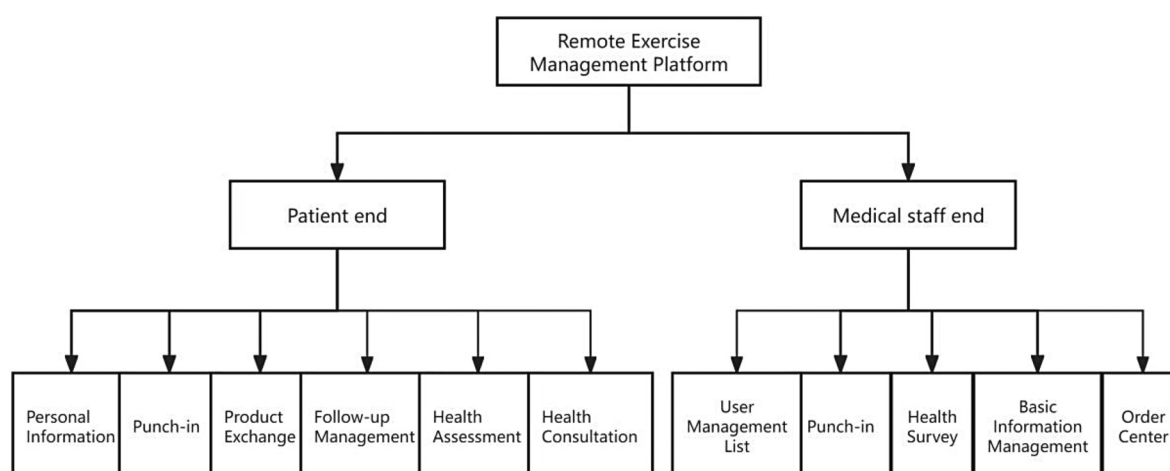 Remote Exercise
Management Platform
Patient end
Medical staff end
Personal
Information
Punch-in
Product
Exchange
Follow-up
Management
Health
Assessment
Health
Consultation
User
Management
List
Punch-in
Health
Survey
Basic
Information
Management
Order
Center